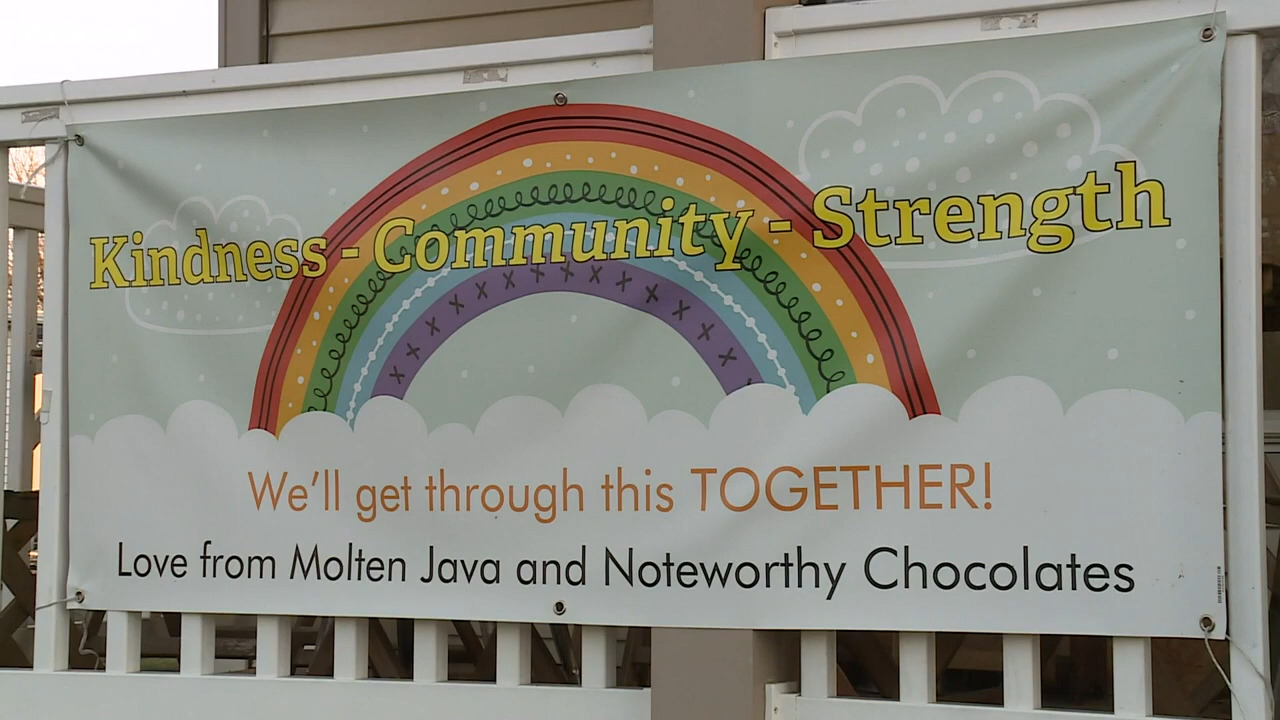 Kindness - Community - Strength
We'll get through this TOGETHER!
Love from Molten Java and Noteworthy Chocolates